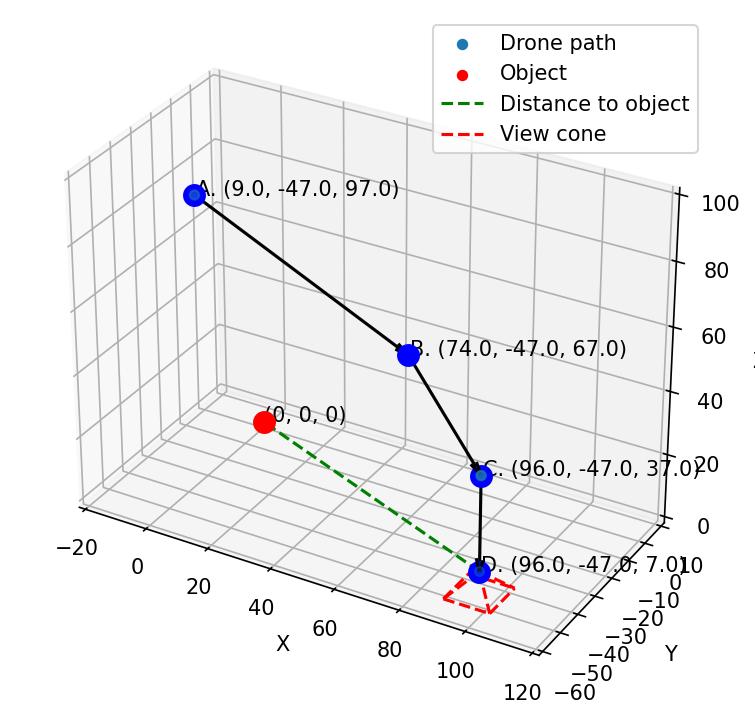 Drone path
Object
Distance to object
View cone
A. (9.0, -47.0, 97.0)
B. (74.0, -47.0, 67.0)
(0, 0, 0)
C. (96.0, -47.0, 37.0)
D. (96.0, -47.0, 7.0)
100
80
60
40
20
0
10
0
−10
−20
−30
−40
−50
−60
Y
−20
0
20
40
60
80
100
120
X